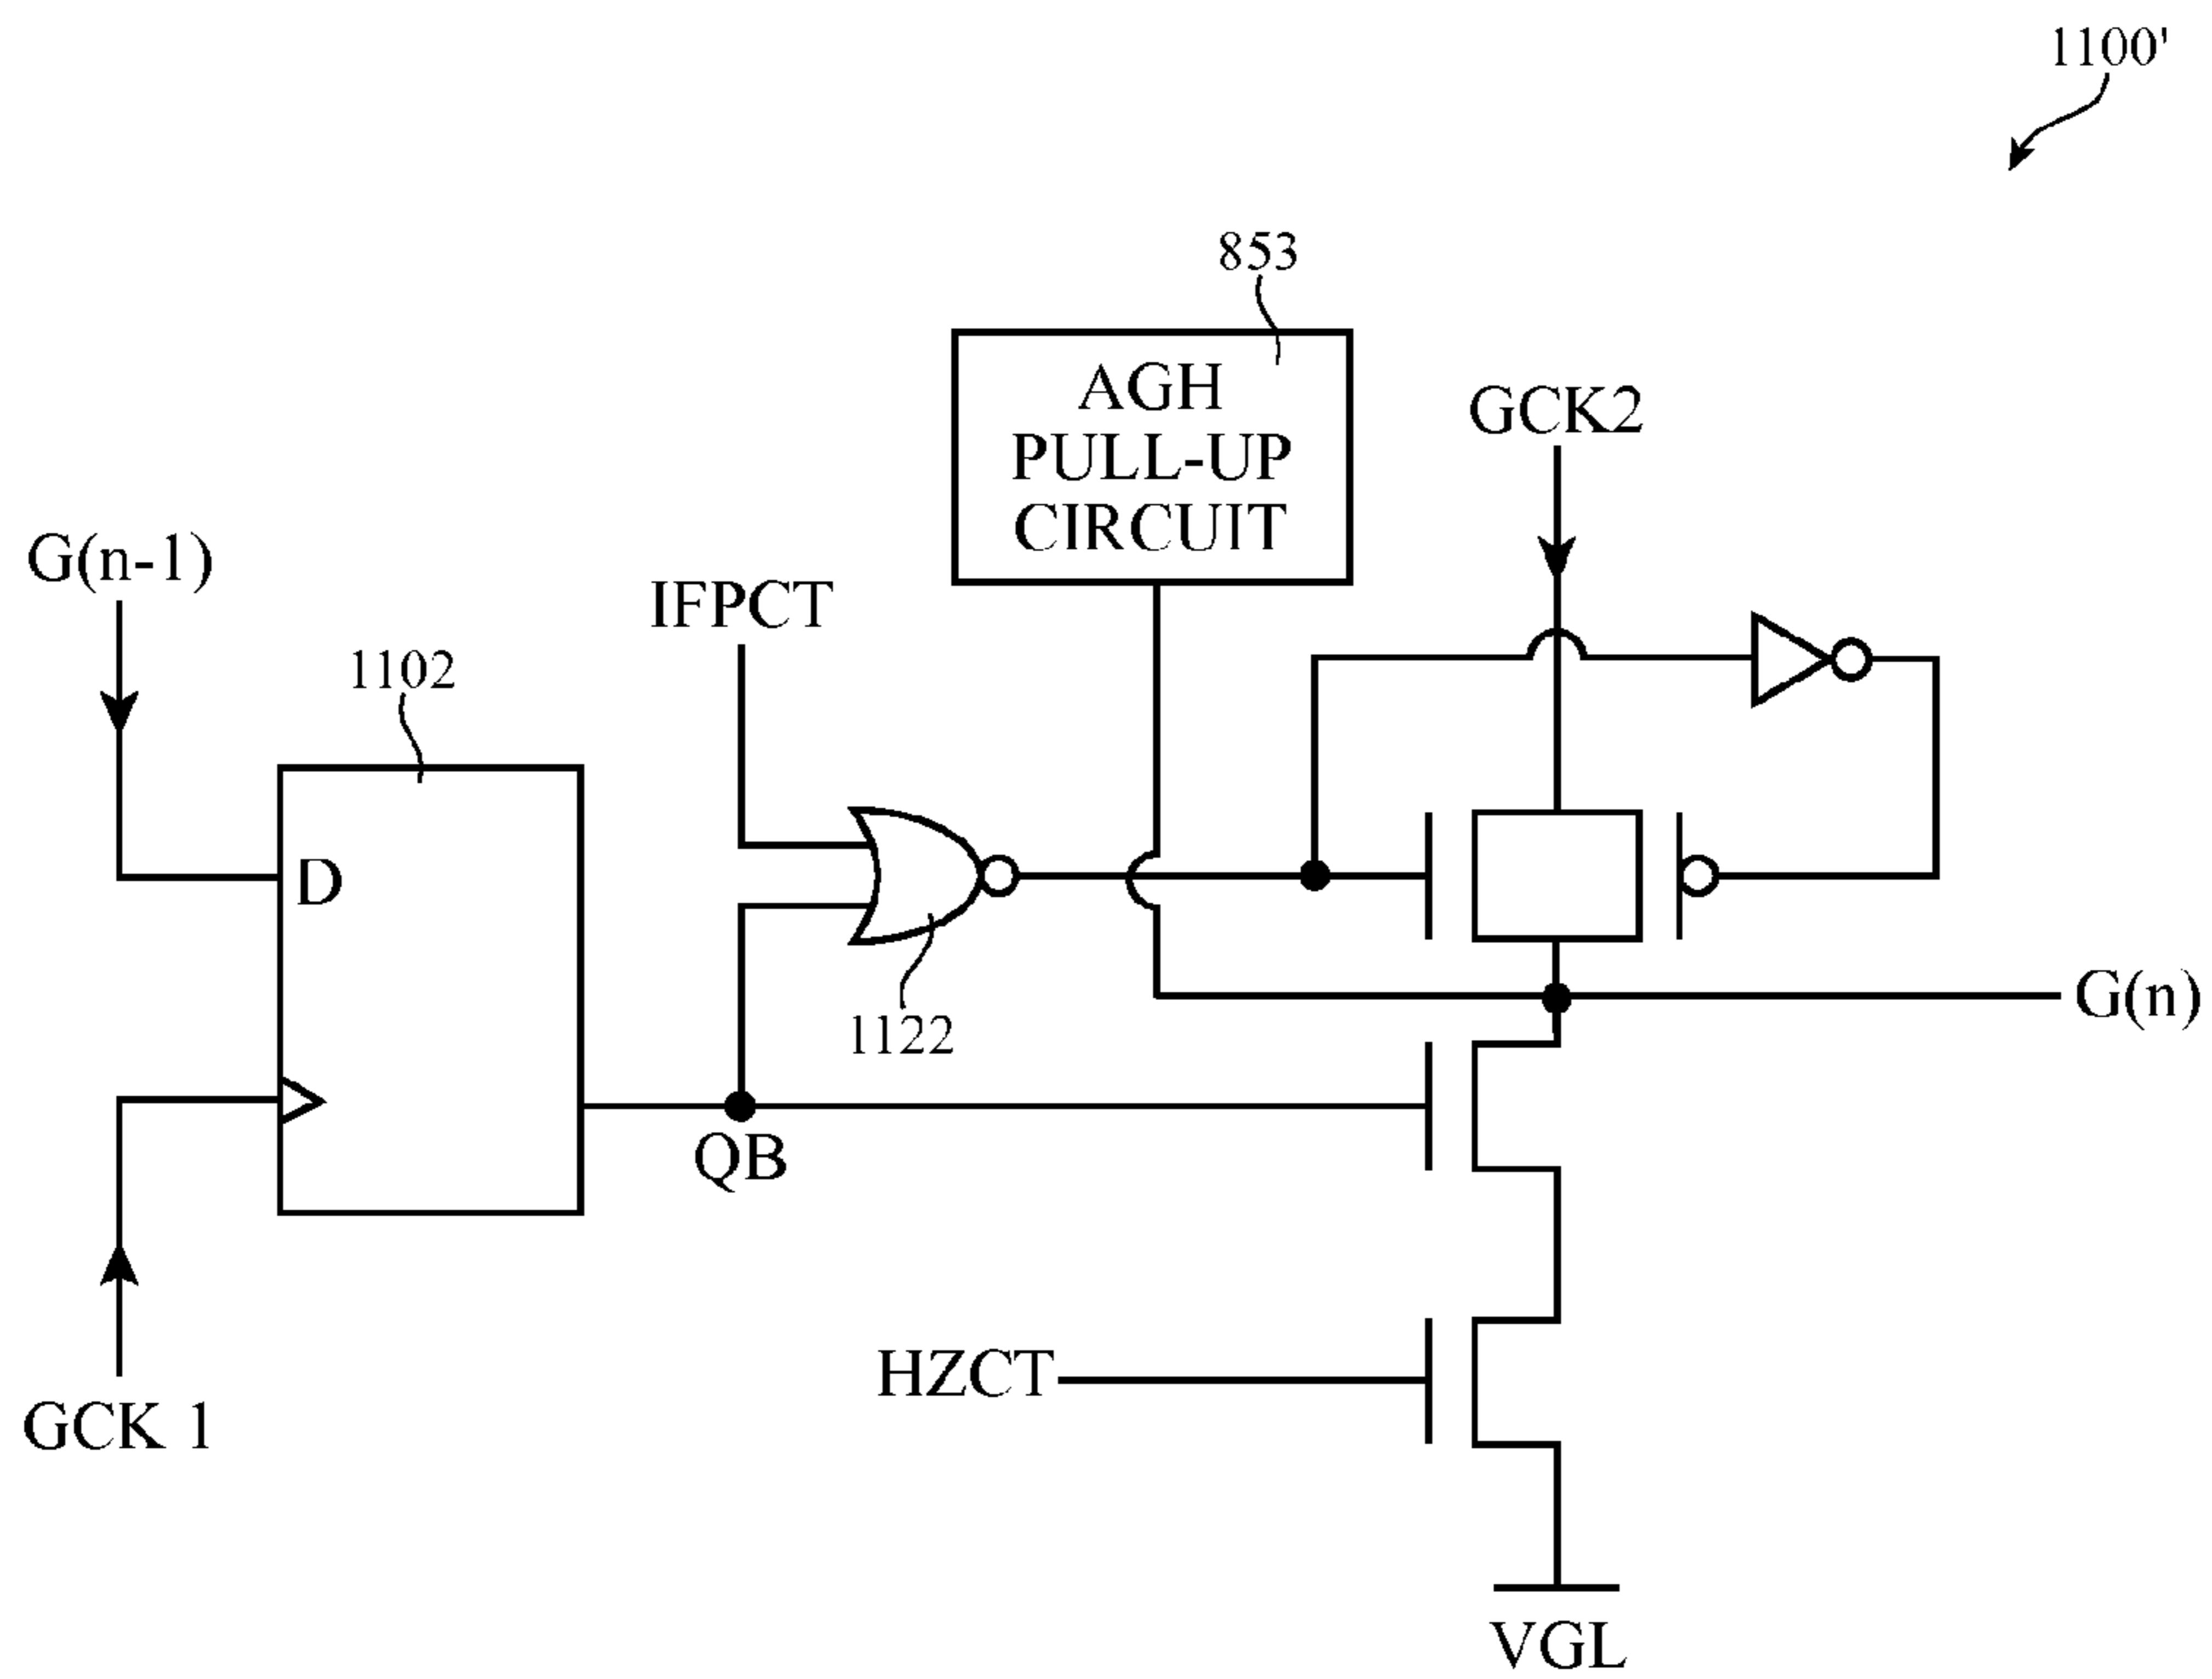 1100'
853
AGH
PULL-UP
CIRCUIT
GCK2
G(n-1)
IFPCT
1102
D
G(n)
1122
QB
HZCT
GCK 1
VGL